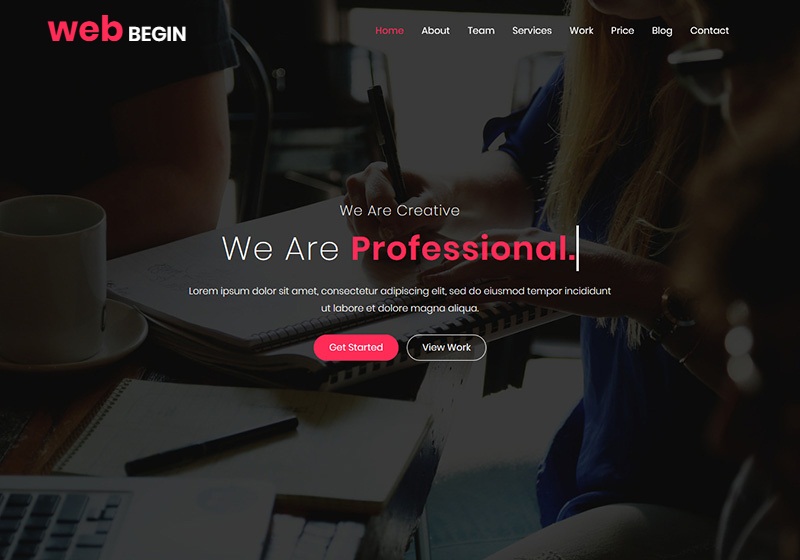 web BEGIN
Home About Team Services Work Price Blog Contact
We Are Creative
We Are Professional.
Lorem ipsum dolor sit amet, consectetur adipiscing elit, sed do eiusmod tempor incididunt
ut labore et dolore magna aliqua.
Get Started View Work